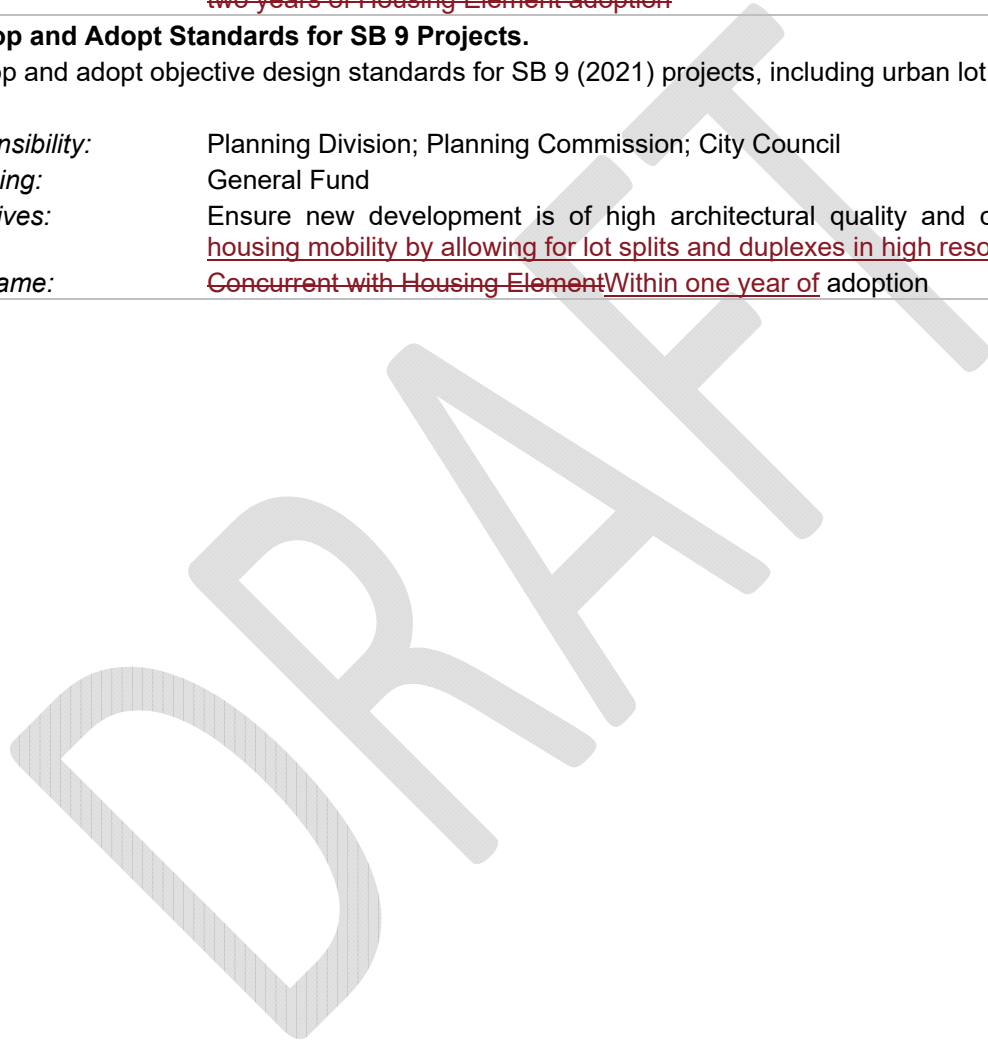 two years of Housing Element adoption
op and Adopt Standards for SB 9 Projects.
op and adopt objective design standards for SB 9 (2021) projects, including urban lot
nsibility: Planning Division; Planning Commission; City Council
ing: General Fund
ives: Ensure new development is of high architectural quality and
housing mobility by allowing for lot splits and duplexes in high reso
ame: Concurrent with Housing ElementWithin one year of adoption
DRAFT